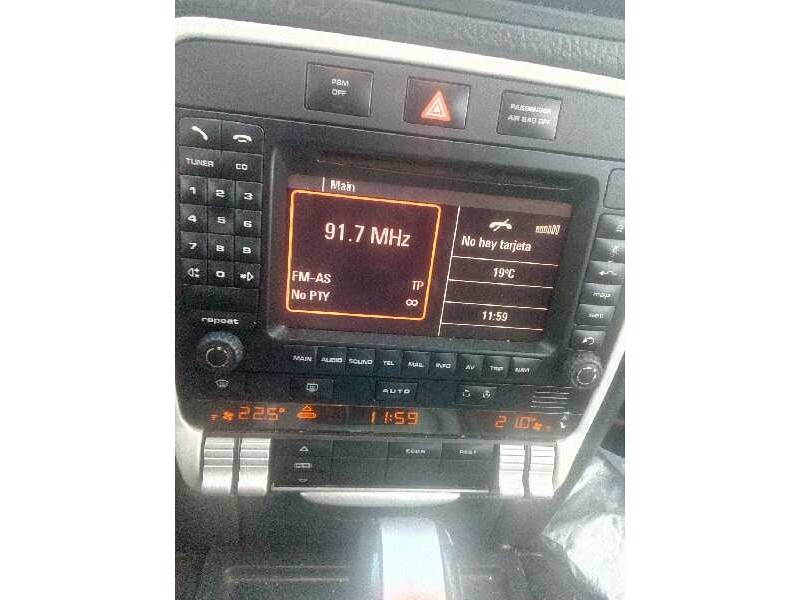 PSM
OFF
PASSENGER
AIR BAG OFF
TUNER CD
1 2 3
4 5 6
7 8 9
0
Main
91.7 MHz
FM-AS TP
No PTY
No hay tarjeta
19°C
11:59
map
set
MAIN AUDIO SOUND TEL MAIL INFO AV TRIP NAVI
AUTO
22.5° 11:59 21.0°
ECON REST